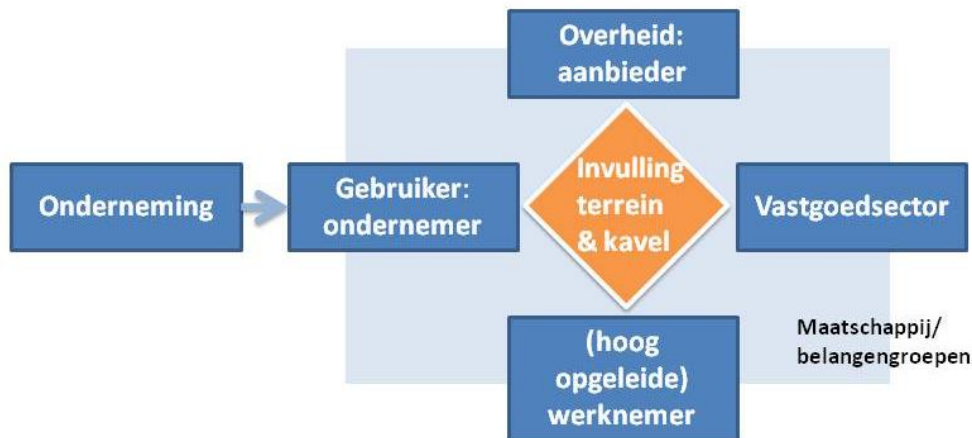 Overheid:
aanbieder
Onderneming
Gebruiker:
ondernemer
Invulling
terrein
& kavel
Vastgoedsector
(hoog
opgeleide)
werknemer
Maatschappij/
belangengroepen